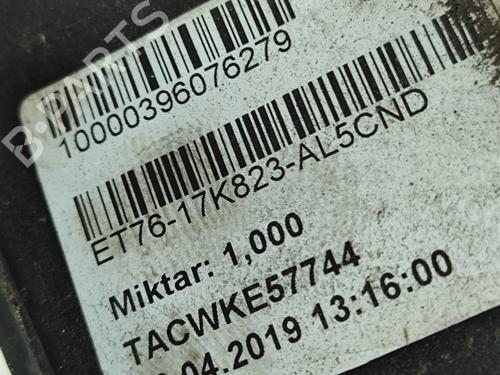 B-PARTS
10000396076279
ET76-17K823-AL5CND
Miktar: 1,000
TACWKE57744
.04.2019 13:16:00